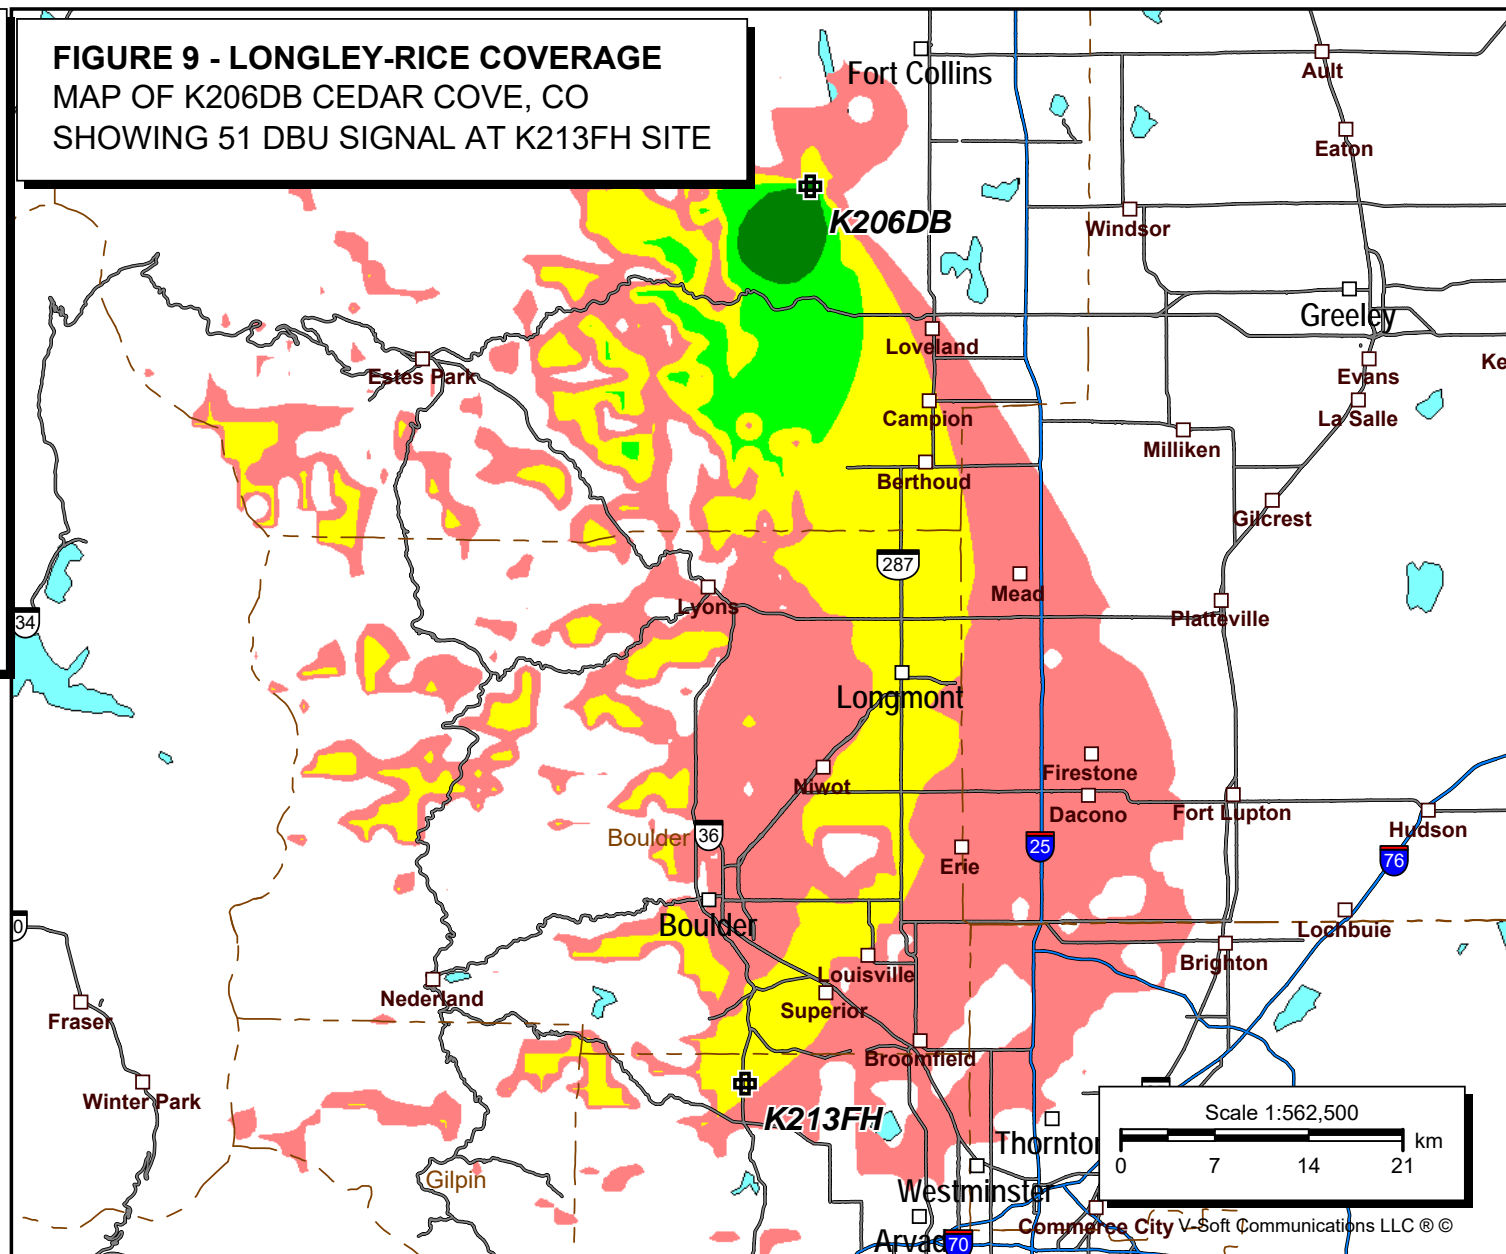 FIGURE 9 - LONGLEY-RICE COVERAGE
MAP OF K206DB CEDAR COVE, CO
SHOWING 51 DBU SIGNAL AT K213FH SITE
Fort Collins
Ault
Eaton
K206DB
Windsor
Greeley
Loveland
Estes Park
Evans
Ke
La Salle
Campion
Milliken
Berthoud
Gilcrest
287
Mead
Lyons
Platteville
34
Longmont
Firestone
Niwot
Dacono
Fort Lupton
Hudson
Boulder
36
25
76
Erie
0
Boulder
Lochbuie
Louisville
Brighton
Nederland
Superior
Fraser
Broomfield
Winter Park
K213FH
Scale 1:562,500
km
0 7 14 21
Thornton
Gilpin
Westminster
Commerce City
V-Soft Communications LLC ® ©
Arvada
70